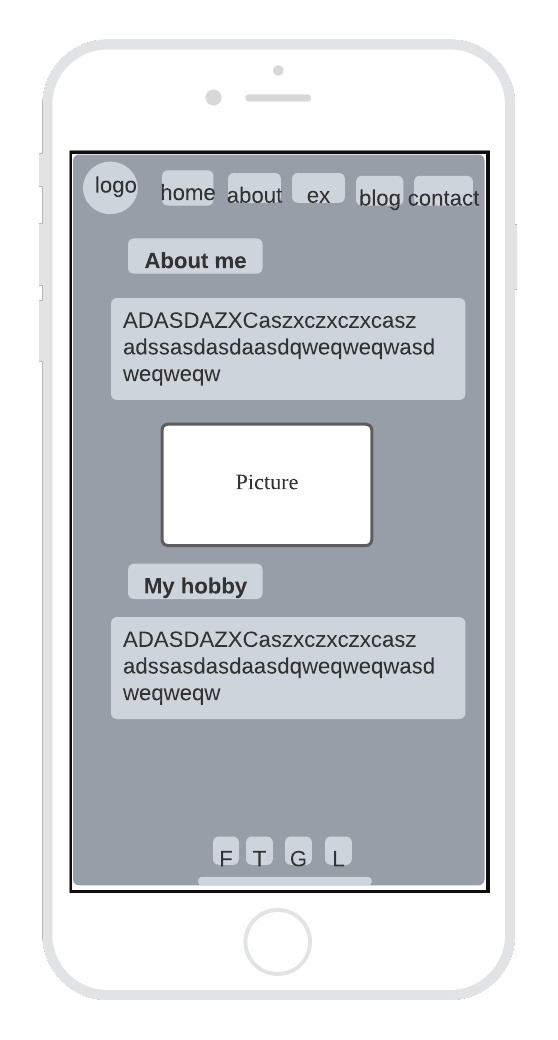 logo home about ex blog contact
About me
ADASDAZXCaszxczxczxcasz
adssasdasdaasdqweqweqwasd
weqweqw
Picture
My hobby
ADASDAZXCaszxczxczxcasz
adssasdasdaasdqweqweqwasd
weqweqw
F T G L